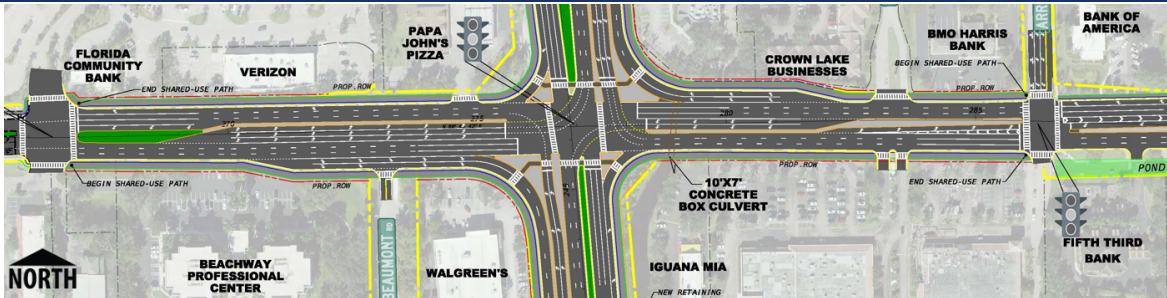 PAPA
JOHN'S
PIZZA
BANK OF
AMERICA
FLORIDA
COMMUNITY
BANK
VERIZON
BMO HARRIS
BANK
CROWN LAKE
BUSINESSES
BEGIN SHARED-USE PATH
END SHARED-USE PATH
PROP.ROW
PROP.ROW
270
275
280
285
BEGIN SHARED-USE PATH
PROP.ROW
PROP.ROW
END SHARED-USE PATH
POND
10'X7'
CONCRETE
BOX CULVERT
245
BEAUMONT RD
NORTH
BEACHWAY
PROFESSIONAL
CENTER
WALGREEN'S
IGUANA MIA
FIFTH THIRD
BANK
NEW RETAINING